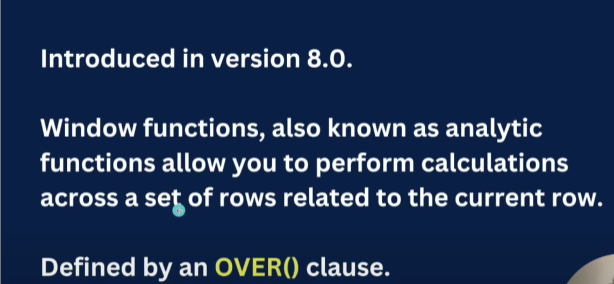 Introduced in version 8.0.
Window functions, also known as analytic
functions allow you to perform calculations
across a set of rows related to the current row.
Defined by an OVER() clause.